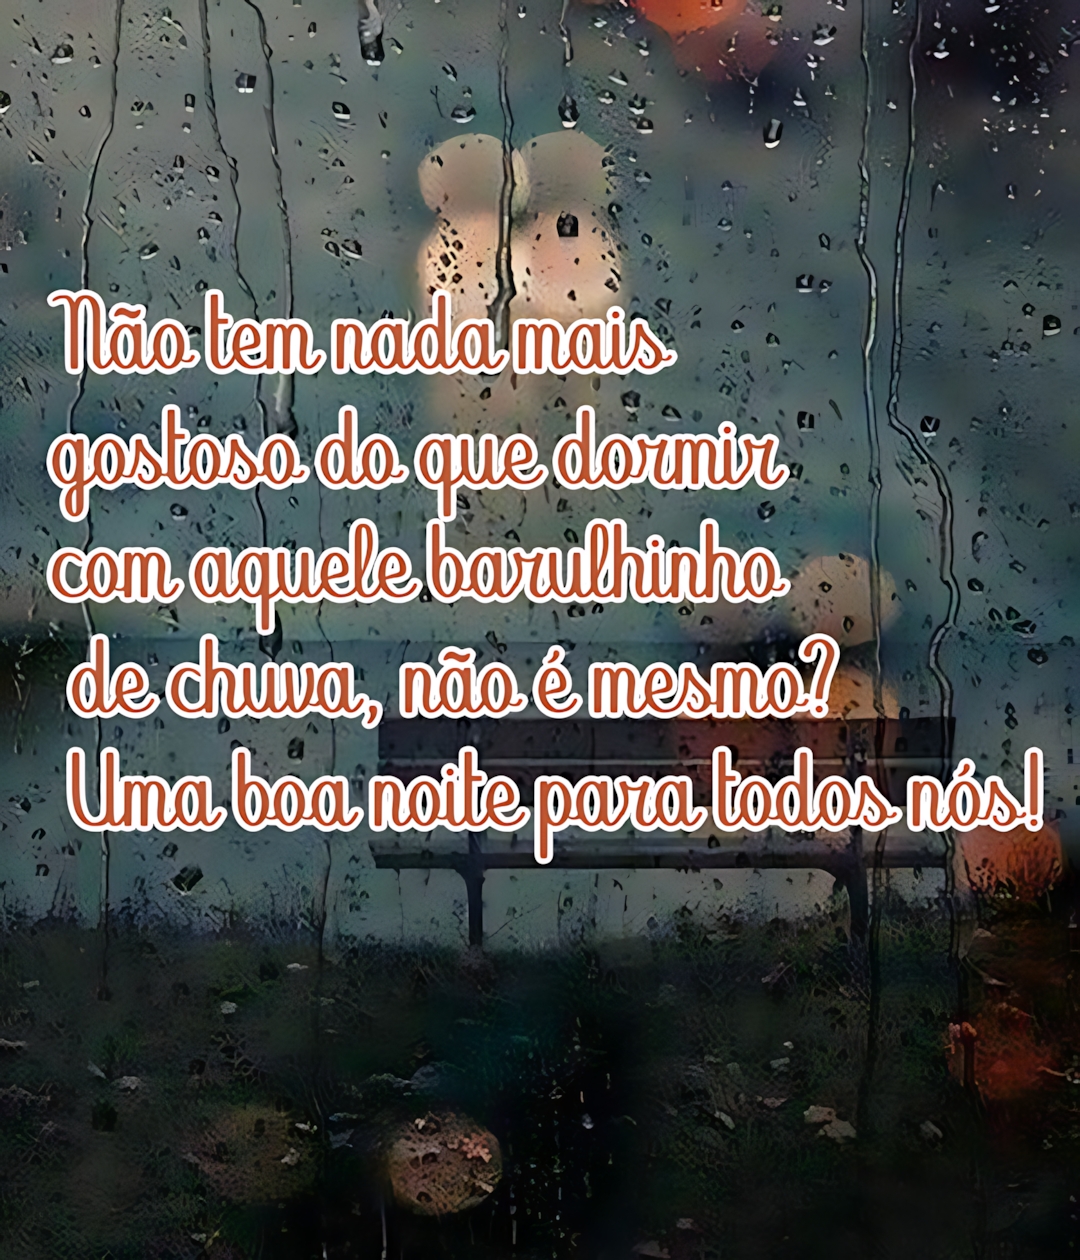 Não tem nada mais
gostoso do que dormir
com aquele barulhinho
de chuva, não é mesmo?
Uma boa noite para todos nós!